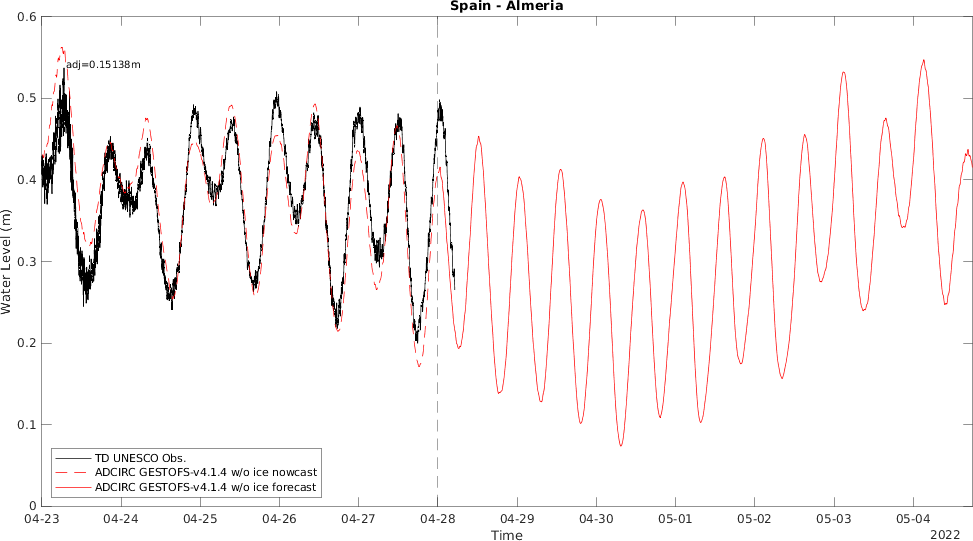 Spain - Almeria
0.6
adj=0.15138m
0.5
0.4
0.3
0.2
0.1
0
Water Level (m)
TD UNESCO Obs.
ADCIRC GESTOFS-v4.1.4 w/o ice nowcast
ADCIRC GESTOFS-v4.1.4 w/o ice forecast
04-23 04-24 04-25 04-26 04-27 04-28 04-29 04-30 05-01 05-02 05-03 05-04
Time
2022